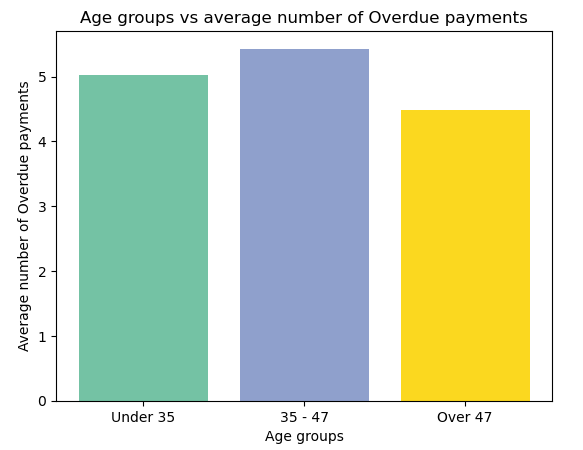 Age groups vs average number of Overdue payments
Average number of Overdue payments
5
4
3
2
1
0
Under 35
35 - 47
Over 47
Age groups